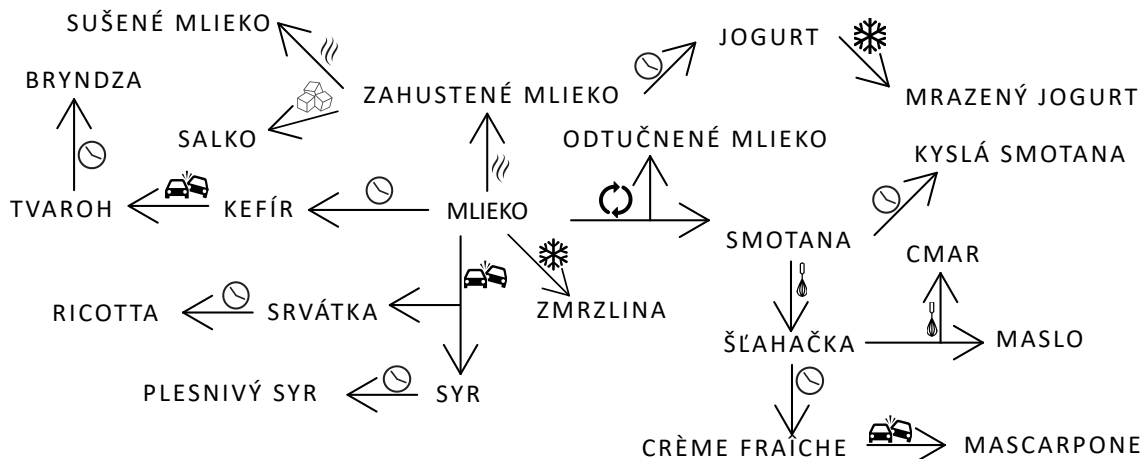 SUŠENÉ MLIEKO
JOGURT
BRYNDZA
ZAHUSTENÉ MLIEKO
MRAZENÝ JOGURT
SALKO
ODTUČNENÉ MLIEKO
KYSLÁ SMOTANA
TVAROH
KEFÍR
MLIEKO
SMOTANA
CMAR
RICOTTA
SRVÁTKA
ZMRZLINA
ŠĽAHAČKA
MASLO
PLESNIVÝ SYR
SYR
CRÈME FRAÎCHE
MASCARPONE